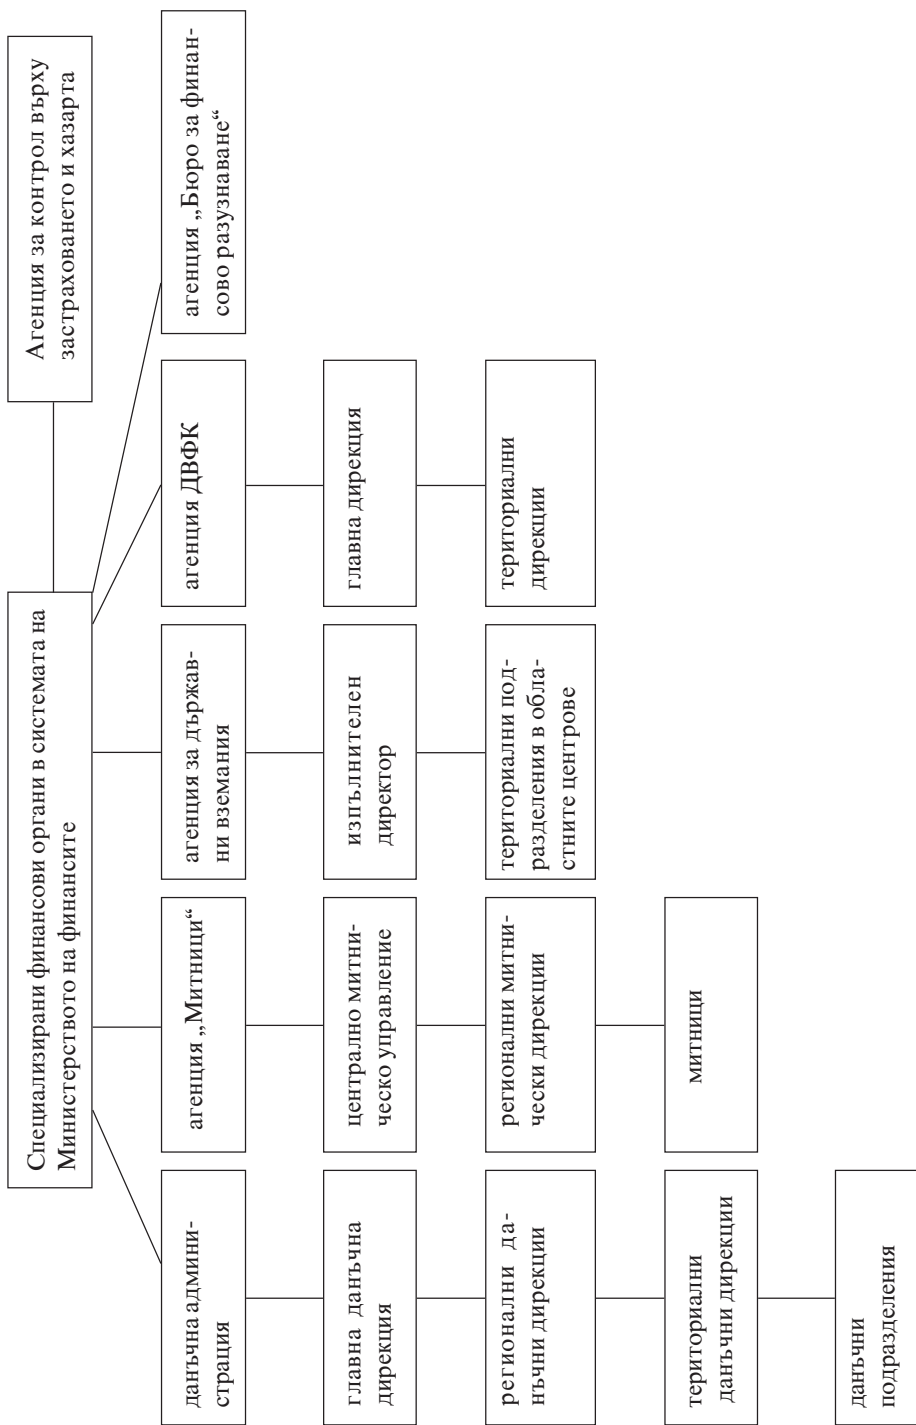 Специализирани финансови органи в системата на
Министерството на финансите
Агенция за контрол върху
застраховането и хазарта
данъчна админи-
страция
агенция „Митници“
агенция за държав-
ни вземания
агенция ДВФК
агенция „Бюро за финан-
сово разузнаване“
главна данъчна
дирекция
централно митни-
ческо управление
изпълнителен
директор
главна дирекция
регионални да-
нъчни дирекции
регионални митни-
чески дирекции
териториални под-
разделения в обла-
стните центрове
териториални
дирекции
териториални
данъчни дирекции
митници
данъчни
подразделения